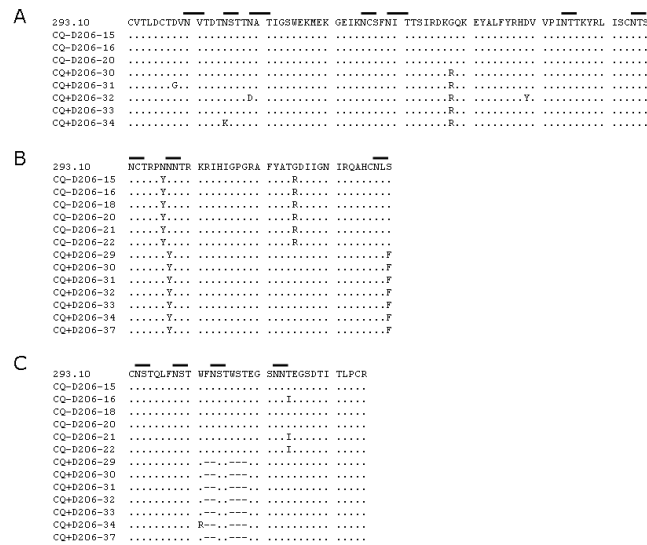 A
293.10 CVTLDCTDVN VTDTNSTTNA TIGSWEKMEK GEIKNCSFNI TTSIRDKGQK EYALFYRHDV VPINTTKYRL ISCNTS
CQ-D206-15 .......... .......... .......... .......... .......... .......... .......... ......
CQ-D206-16 .......... .......... .......... .......... .......... .......... .......... ......
CQ-D206-20 .......... .......... .......... .......... .......... .......... .......... ......
CQ+D206-30 .......... .......... .......... .......... .......R.. .......... .......... ......
CQ+D206-31 .......G.. .......... .......... .......... .......R.. .......... .......... ......
CQ+D206-32 .......... ........D. .......... .......... .......R.. ........Y. .......... ......
CQ+D206-33 .......... .......... .......... .......... .......R.. .......... .......... ......
CQ+D206-34 .......... ....K..... .......... .......... .......R.. .......... .......... ......
B
293.10 NCTRPNNNTR KRIHIGPGRA FYATGDIIGN IRQAHCNLS
CQ-D206-15 .....Y.... .......... ....R..... .........
CQ-D206-16 .....Y.... .......... ....R..... .........
CQ-D206-18 .....Y.... .......... ....R..... .........
CQ-D206-20 .....Y.... .......... ....R..... .........
CQ-D206-21 .....Y.... .......... ....R..... .........
CQ-D206-22 .....Y.... .......... ....R..... .........
CQ+D206-29 ......Y... .......... .......... ........F
CQ+D206-30 ......Y... .......... .......... ........F
CQ+D206-31 ......Y... .......... .......... ........F
CQ+D206-32 ......Y... .......... .......... ........F
CQ+D206-33 ......Y... .......... .......... ........F
CQ+D206-34 ......Y... .......... .......... ........F
CQ+D206-37 ......Y... .......... .......... ........F
C
293.10 CNSTQLFNST WFNSTWSTEG SNNTEGSDTI TLPCR
CQ-D206-15 .......... .......... .......... .....
CQ-D206-16 .......... .......... ...I...... .....
CQ-D206-18 .......... .......... .......... .....
CQ-D206-20 .......... .......... .......... .....
CQ-D206-21 .......... .......... ...I...... .....
CQ-D206-22 .......... .......... ...I...... .....
CQ+D206-29 .......... .--..---.. .......... .....
CQ+D206-30 .......... .--..---.. .......... .....
CQ+D206-31 .......... .--..---.. .......... .....
CQ+D206-32 .......... .--..---.. .......... .....
CQ+D206-33 .......... .--..---.. .......... .....
CQ+D206-34 .......... R--..---.. .......... .....
CQ+D206-37 .......... .--..---.. .......... .....